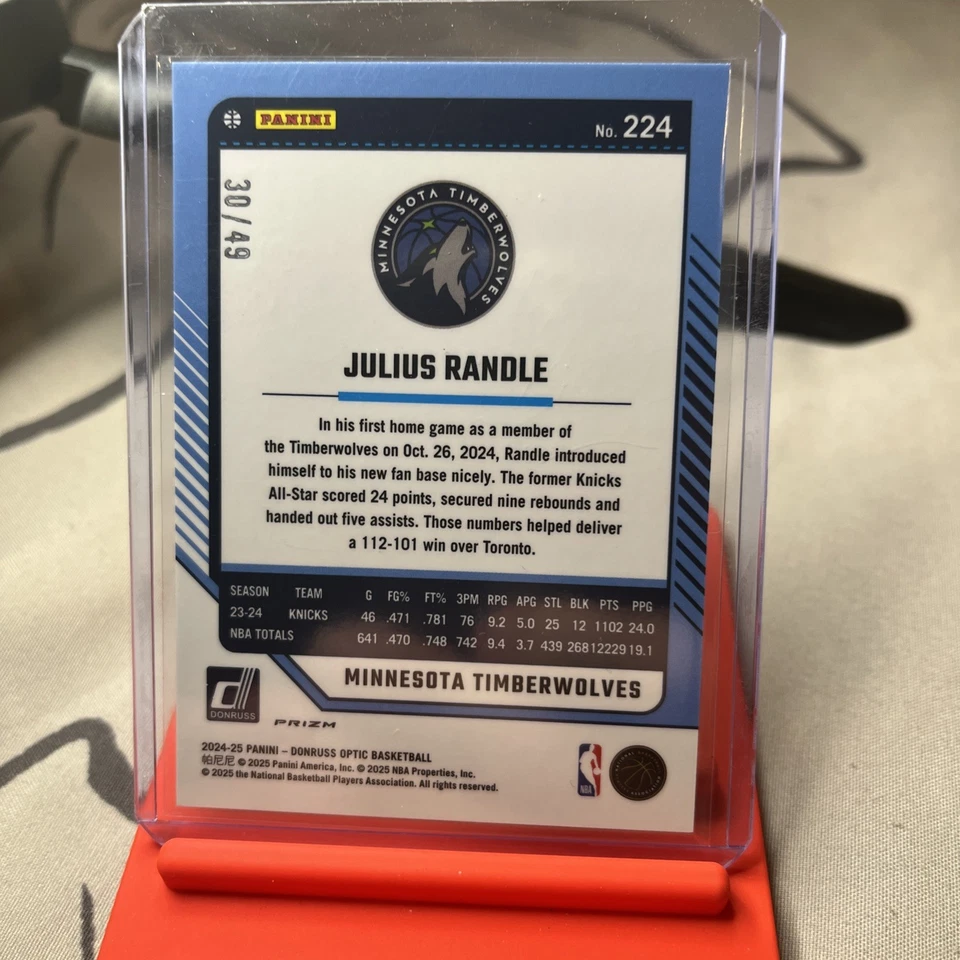 PANINI
No. 224
30/49
MINNESOTA TIMBERWOLVES
JULIUS RANDLE
In his first home game as a member of
the Timberwolves on Oct. 26, 2024, Randle introduced
himself to his new fan base nicely. The former Knicks
All-Star scored 24 points, secured nine rebounds and
handed out five assists. Those numbers helped deliver
a 112-101 win over Toronto.
SEASON TEAM G FG% FT% 3PM RPG APG STL BLK PTS PPG
23-24 KNICKS 46 .471 .781 76 9.2 5.0 25 12 1102 24.0
NBA TOTALS 641 .470 .748 742 9.4 3.7 439 268 12229 19.1
MINNESOTA TIMBERWOLVES
d
DONRUSS
PRIZM
2024-25 PANINI – DONRUSS OPTIC BASKETBALL
帕尼尼 © 2025 Panini America, Inc. © 2025 NBA Properties, Inc.
© 2025 the National Basketball Players Association. All rights reserved.
NBA